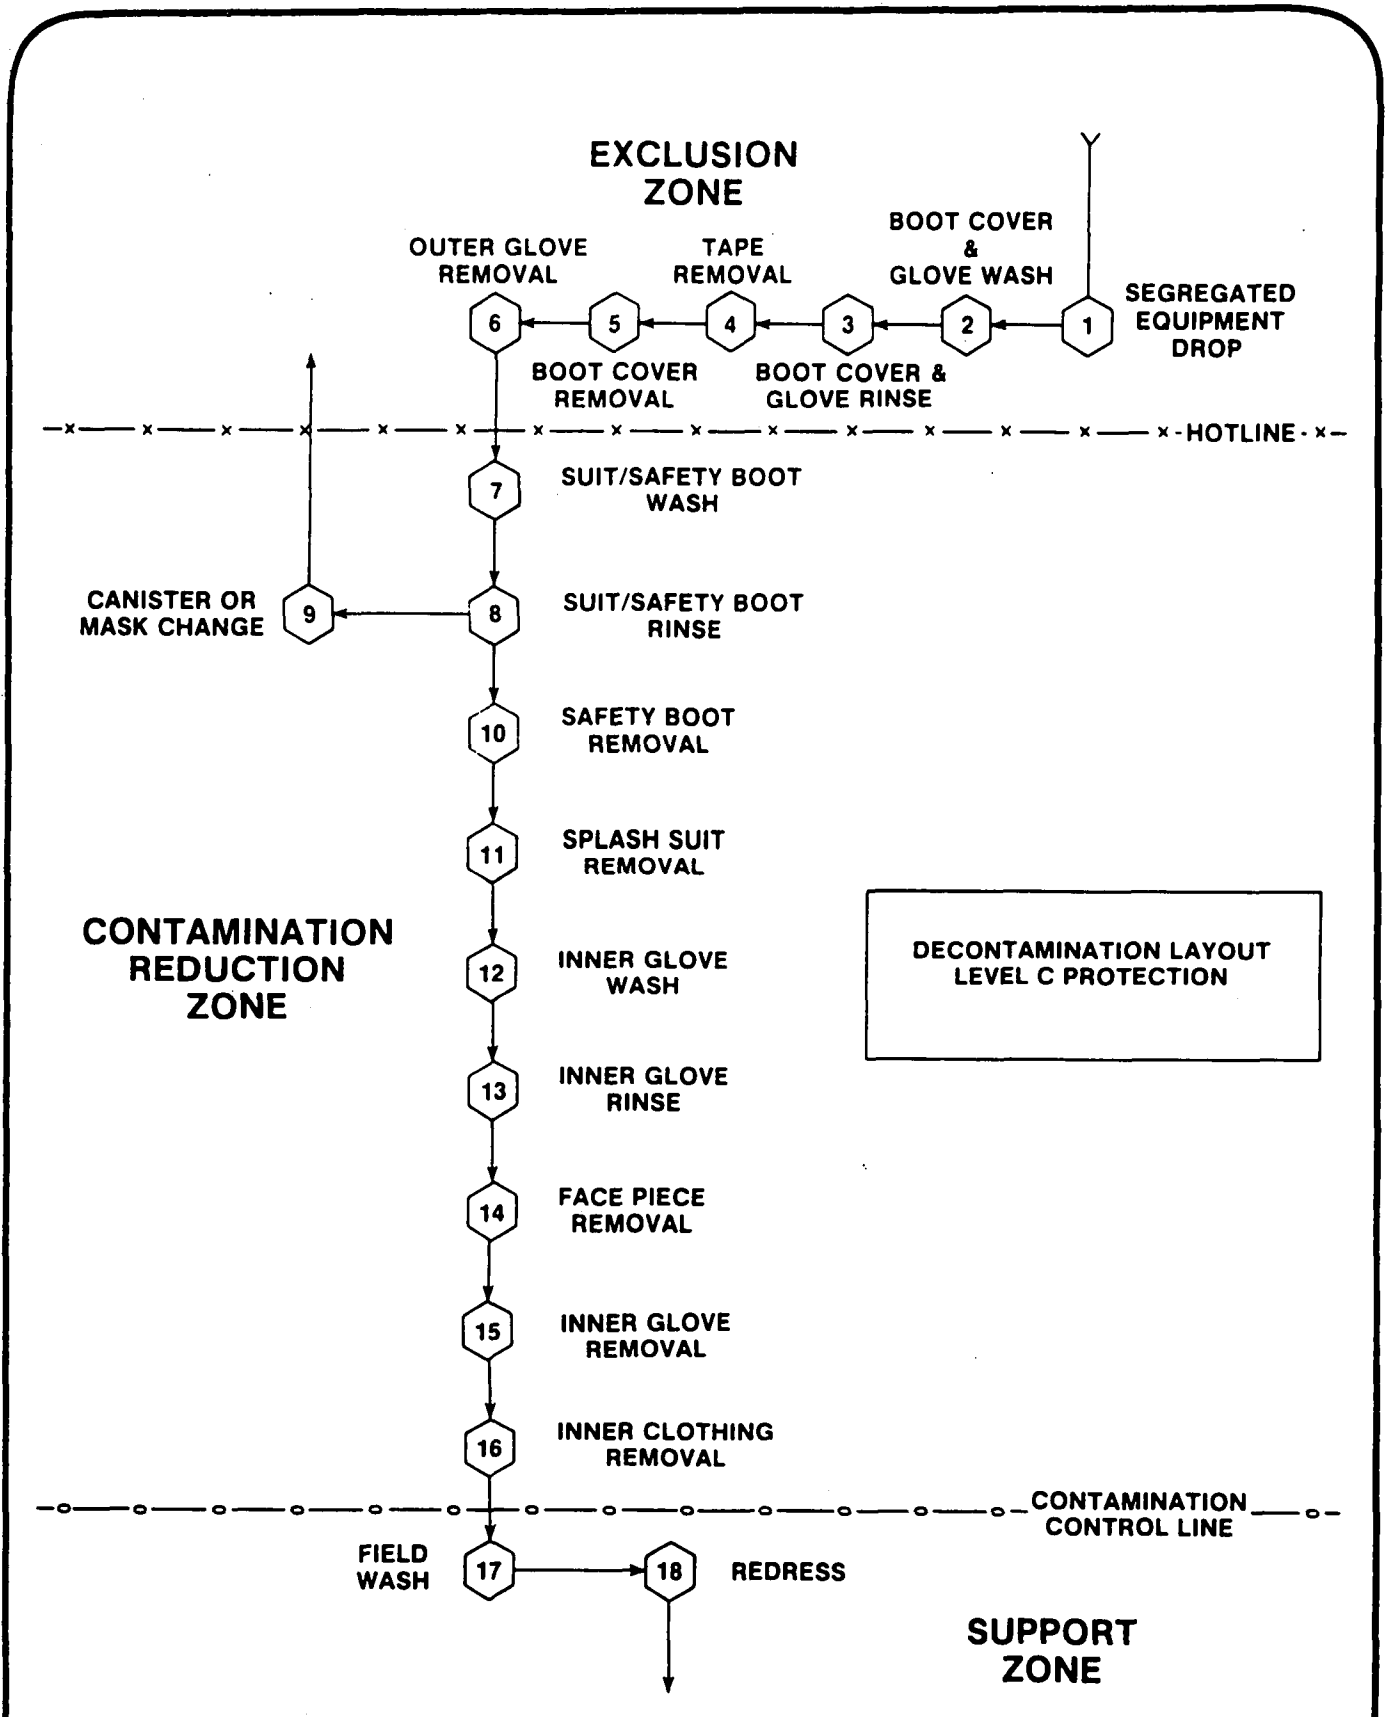 EXCLUSION
ZONE
BOOT COVER
&
GLOVE WASH
OUTER GLOVE
REMOVAL
TAPE
REMOVAL
SEGREGATED
EQUIPMENT
DROP
6
5
4
3
2
1
BOOT COVER
REMOVAL
BOOT COVER &
GLOVE RINSE
HOTLINE
7
SUIT/SAFETY BOOT
WASH
CANISTER OR
MASK CHANGE
9
8
SUIT/SAFETY BOOT
RINSE
10
SAFETY BOOT
REMOVAL
11
SPLASH SUIT
REMOVAL
CONTAMINATION
REDUCTION
ZONE
DECONTAMINATION LAYOUT
LEVEL C PROTECTION
12
INNER GLOVE
WASH
13
INNER GLOVE
RINSE
14
FACE PIECE
REMOVAL
15
INNER GLOVE
REMOVAL
16
INNER CLOTHING
REMOVAL
CONTAMINATION
CONTROL LINE
FIELD
WASH
17
18
REDRESS
SUPPORT
ZONE